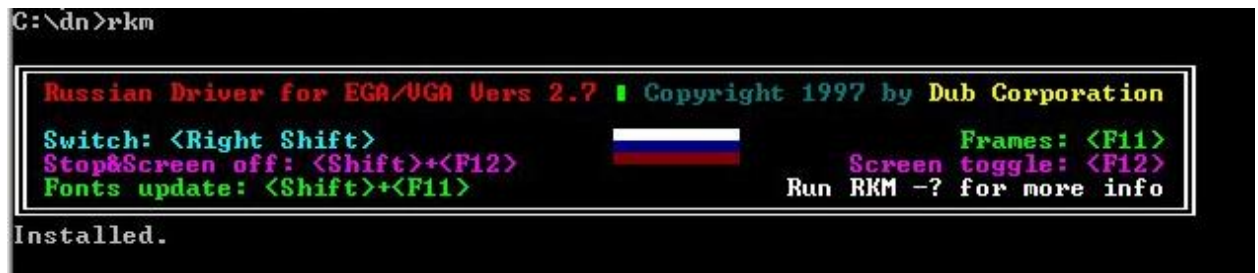 C:\dn>rkm
Russian Driver for EGA/VGA Vers 2.7 ▮ Copyright 1997 by Dub Corporation
Switch: <Right Shift> Frames: <F11>
Stop&Screen off: <Shift>+<F12> Screen toggle: <F12>
Fonts update: <Shift>+<F11> Run RKM -? for more info
Installed.